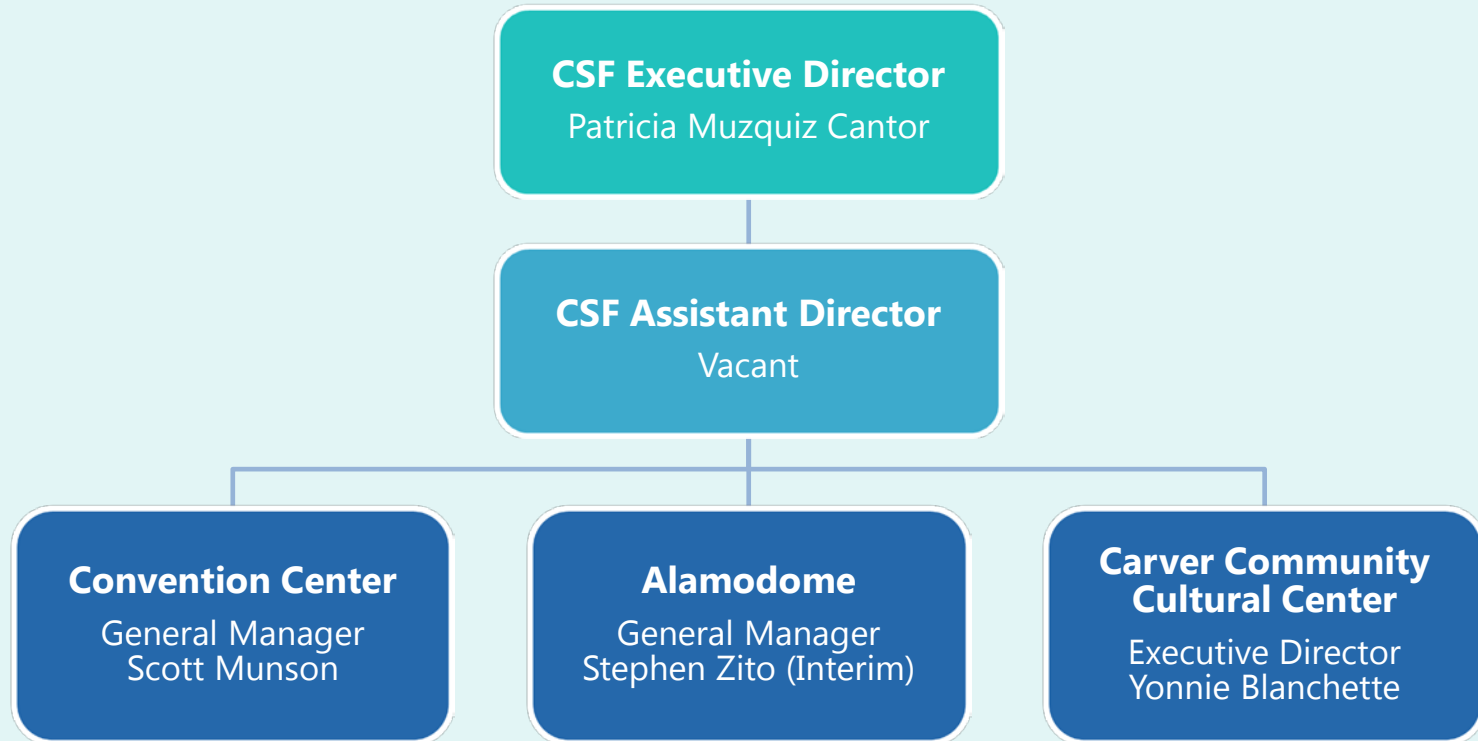 CSF Executive Director
Patricia Muzquiz Cantor
CSF Assistant Director
Vacant
Convention Center
General Manager
Scott Munson
Alamodome
General Manager
Stephen Zito (Interim)
Carver Community
Cultural Center
Executive Director
Yonnie Blanchette